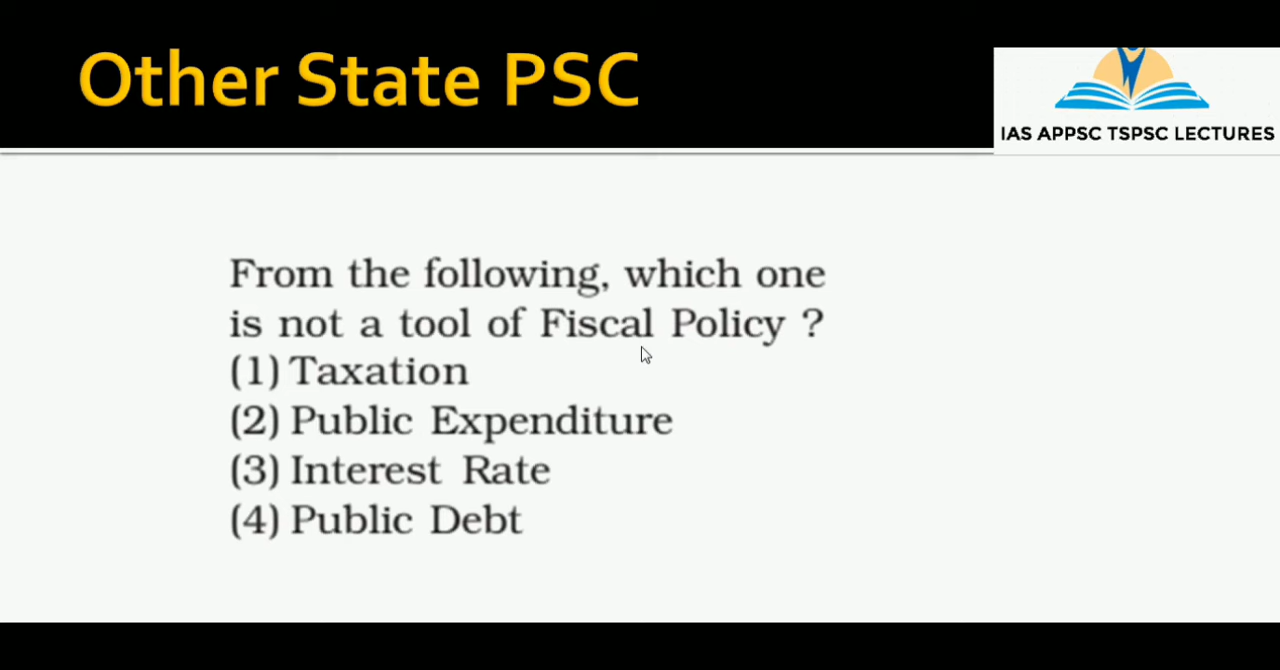 Other State PSC
IAS APPSC TSPSC LECTURES
From the following, which one
is not a tool of Fiscal Policy ?
(1) Taxation
(2) Public Expenditure
(3) Interest Rate
(4) Public Debt